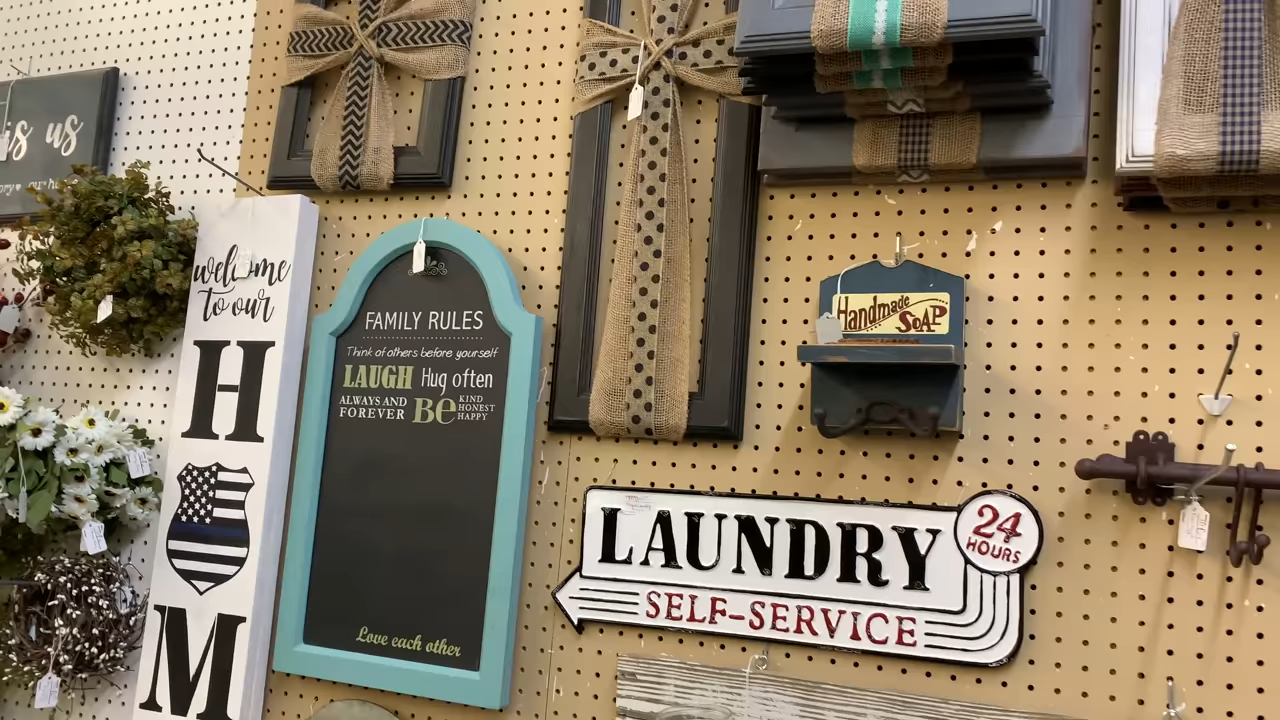 is us
welcome
to our
H
M
FAMILY RULES
Think of others before yourself
LAUGH Hug often
ALWAYS AND
FOREVER
Be
KIND
HONEST
HAPPY
Love each other
Handmade
SOAP
LAUNDRY
24
HOURS
SELF-SERVICE